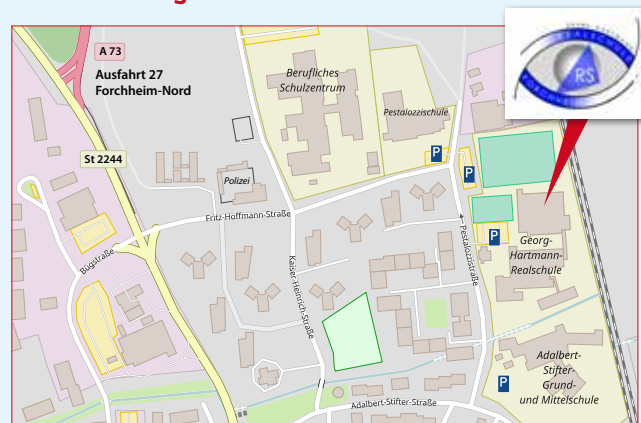 A 73
Ausfahrt 27
Forchheim-Nord
St 2244
Berufliches
Schulzentrum
Pestalozzischule
REALSCHULE
RS
P
P
Polizei
Fritz-Hoffmann-Straße
Bügstraße
Kaiser-Heinrich-Straße
Pestalozzistraße
P
Georg-
Hartmann-
Realschule
P
Adalbert-
Stifter-
Grund-
und Mittelschule
Adalbert-Stifter-Straße